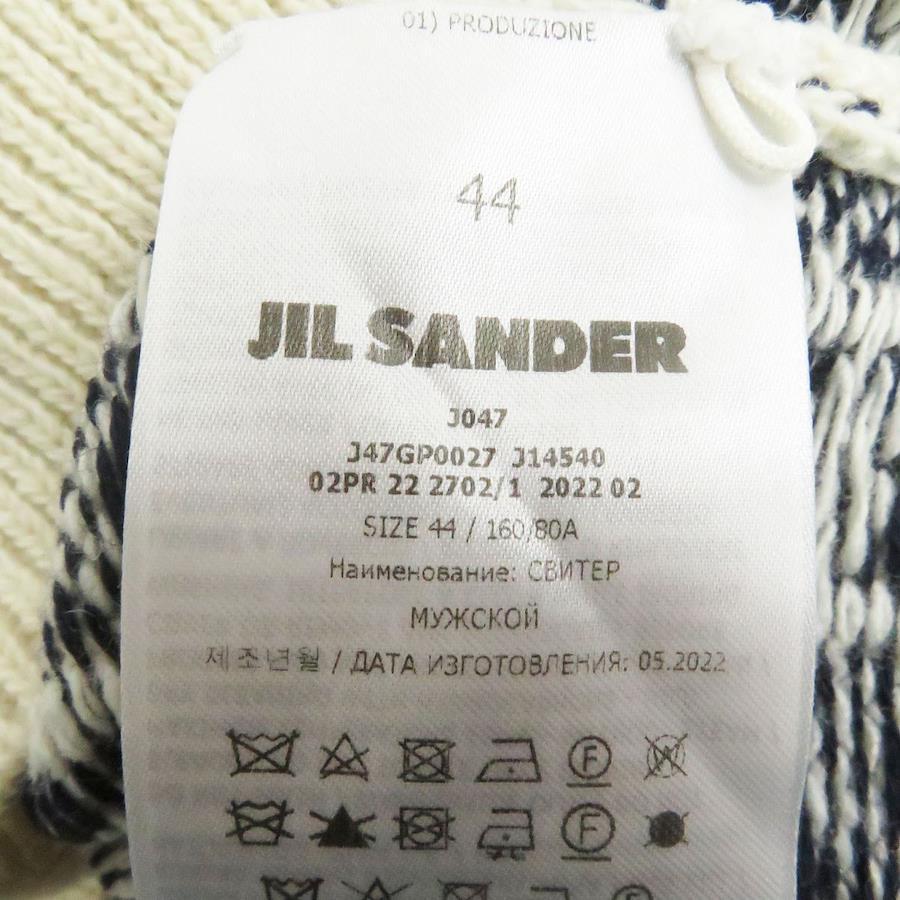 01) PRODUZIONE
44
JIL SANDER
J047
J47GP0027 J14540
02PR 22 2702/1 2022 02
SIZE 44 / 160/80A
Наименование: СВИТЕР
МУЖСКОЙ
제조년월 / ДАТА ИЗГОТОВЛЕНИЯ: 05.2022
F W
F